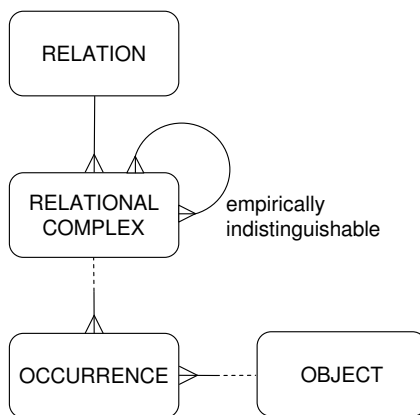 RELATION
RELATIONAL
COMPLEX
empirically
indistinguishable
OCCURRENCE
OBJECT